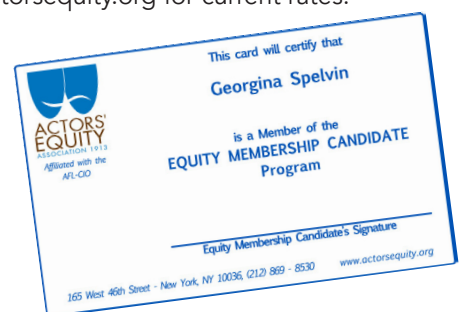 torsequity.org for current rates.
This card will certify that
Georgina Spelvin
ACTORS'
EQUITY
ASSOCIATION 1913
Affiliated with the
AFL-CIO
is a Member of the
EQUITY MEMBERSHIP CANDIDATE
Program
Equity Membership Candidate's Signature
165 West 46th Street - New York, NY 10036, (212) 869 - 8530
www.actorsequity.org